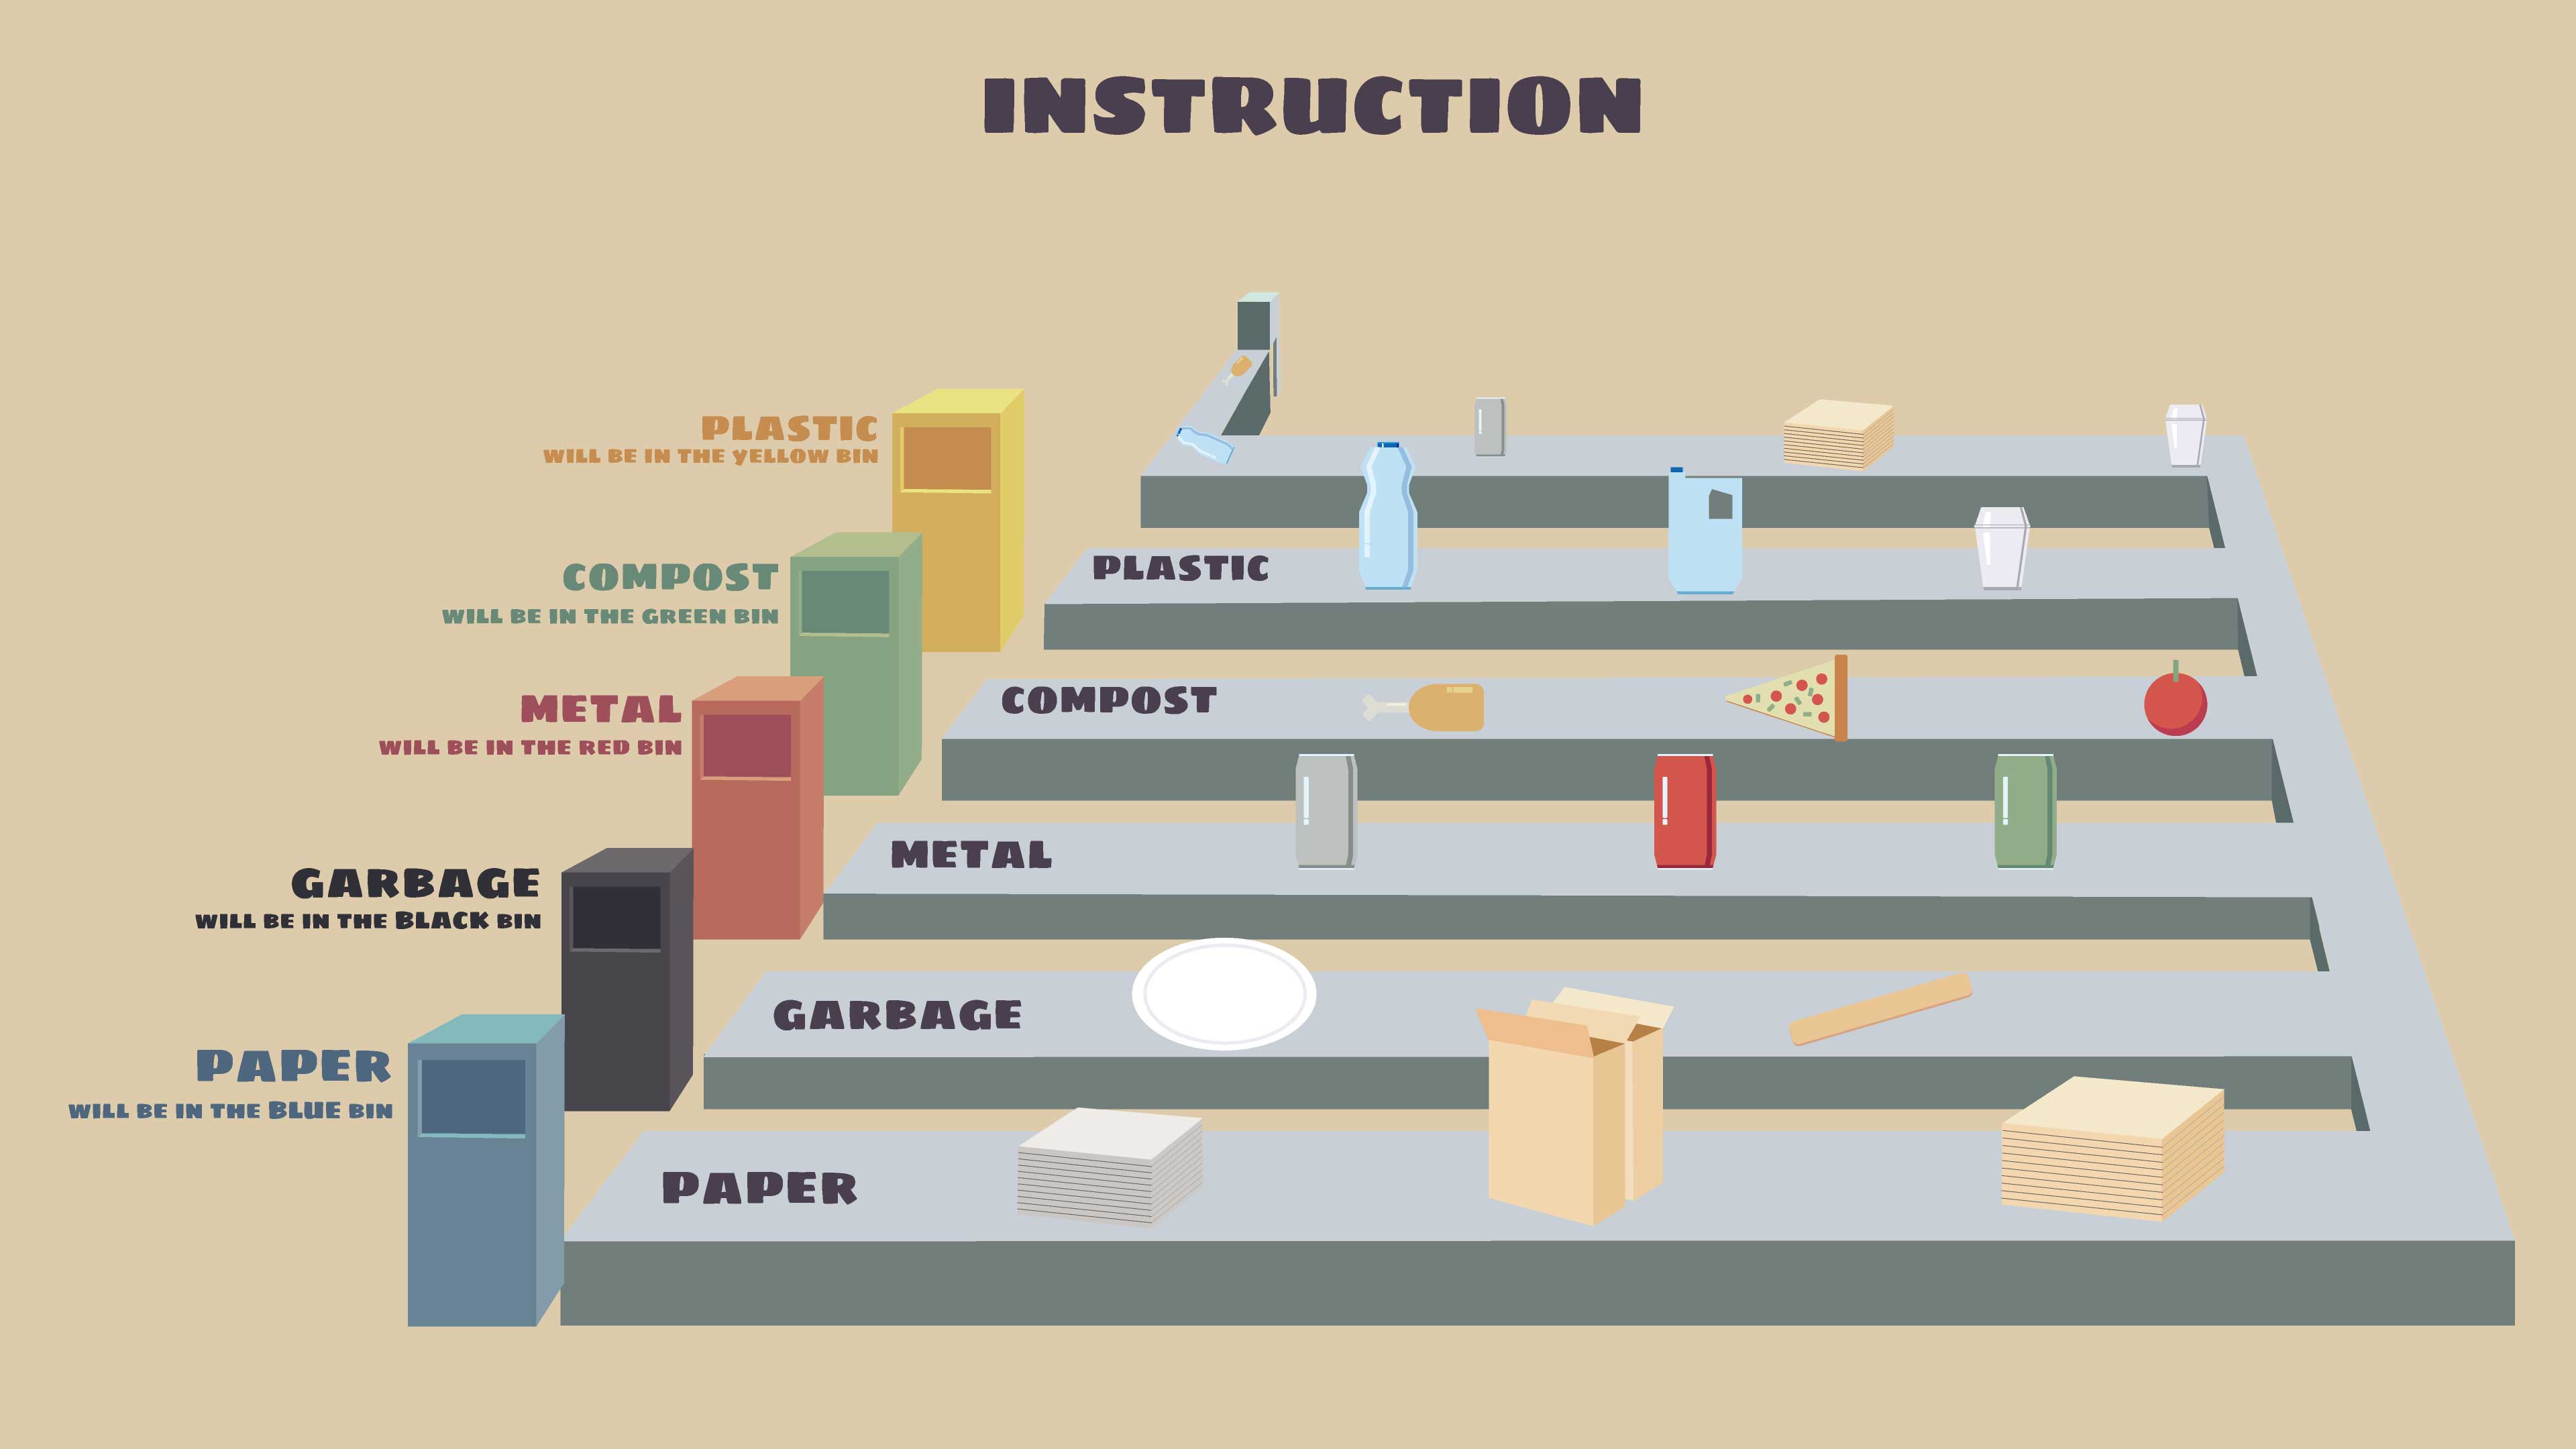 INSTRUCTION
PLASTIC
WILL BE IN THE YELLOW BIN
COMPOST
WILL BE IN THE GREEN BIN
METAL
WILL BE IN THE RED BIN
GARBAGE
WILL BE IN THE BLACK BIN
PAPER
WILL BE IN THE BLUE BIN
PLASTIC
COMPOST
METAL
GARBAGE
PAPER